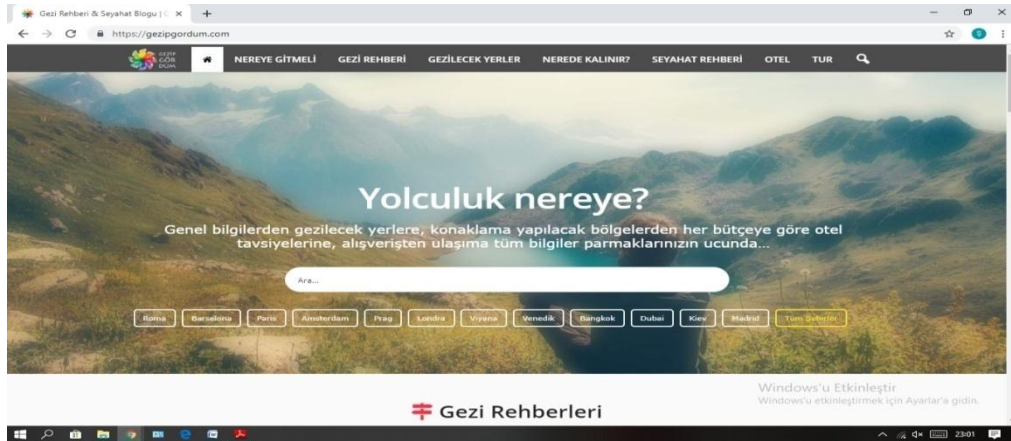 Gezi Rehberi & Seyahat Blogu |
https://gezipgordum.com
GEZİP
GÖR
DÜM
NEREYE GİTMELİ
GEZİ REHBERİ
GEZİLECEK YERLER
NEREDE KALINIR?
SEYAHAT REHBERİ
OTEL
TUR
Yolculuk nereye?
Genel bilgilerden gezilecek yerlere, konaklama yapılacak bölgelerden her bütçeye göre otel
tavsiyelerine, alışverişten ulaşıma tüm bilgiler parmaklarınızın ucunda...
Ara...
Roma
Barselona
Paris
Amsterdam
Prag
Londra
Viyana
Venedik
Bangkok
Dubai
Kiev
Madrid
Tüm Şehirler
Gezi Rehberleri
Windows'u Etkinleştir
Windows'u etkinleştirmek için Ayarlar'a gidin.
23:01